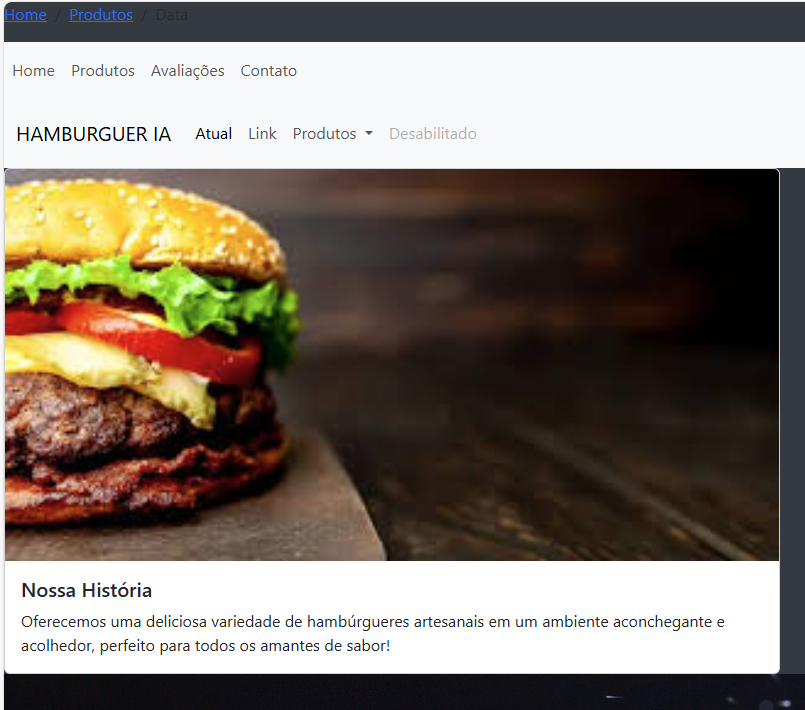 Home / Produtos / Data
Home Produtos Avaliações Contato
HAMBURGUER IA Atual Link Produtos Desabilitado
Nossa História
Oferecemos uma deliciosa variedade de hambúrgueres artesanais em um ambiente aconchegante e
acolhedor, perfeito para todos os amantes de sabor!